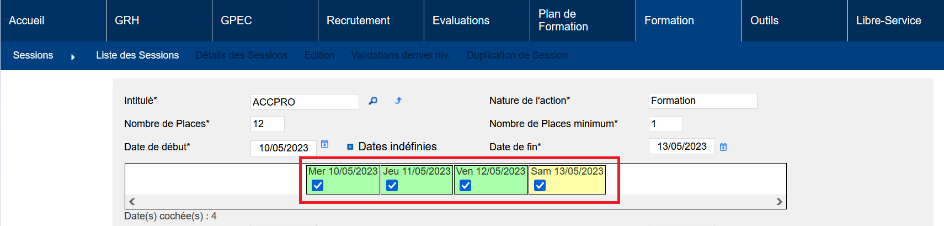 Accueil GRH GPEC Recrutement Evaluations Plan de Formation Formation Outils Libre-Service
Sessions Liste des Sessions Détails des Sessions Edition Validations dernier niv. Duplication de Session
Intitulé* ACCPRO Nature de l'action* Formation
Nombre de Places* 12 Nombre de Places minimum* 1
Date de début* 10/05/2023 Dates indéfinies Date de fin* 13/05/2023
Mer 10/05/2023 Jeu 11/05/2023 Ven 12/05/2023 Sam 13/05/2023
Date(s) cochée(s) : 4